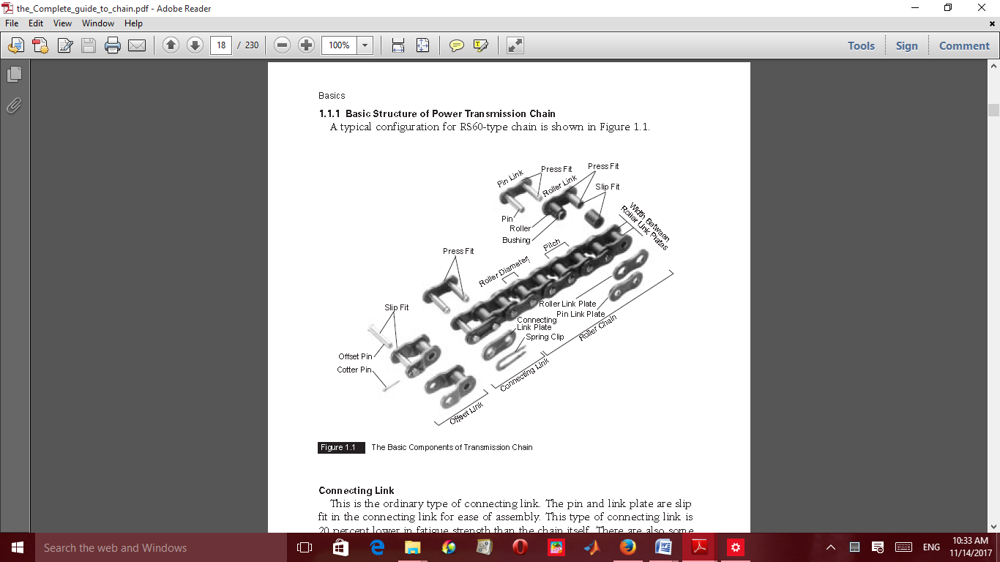 the_Complete_guide_to_chain.pdf - Adobe Reader
File Edit View Window Help
18 / 230 100% Tools Sign Comment
Basics
1.1.1 Basic Structure of Power Transmission Chain
A typical configuration for RS60-type chain is shown in Figure 1.1.
Pin Link
Press Fit
Roller Link
Press Fit
Slip Fit
Pin
Roller
Bushing
Width Between
Roller Link Plates
Pitch
Press Fit
Roller Diameter
Roller Link Plate
Pin Link Plate
Slip Fit
Connecting
Link Plate
Spring Clip
Roller Chain
Offset Pin
Cotter Pin
Connecting Link
Offset Link
Figure 1.1 The Basic Components of Transmission Chain
Connecting Link
This is the ordinary type of connecting link. The pin and link plate are slip
fit in the connecting link for ease of assembly. This type of connecting link is
20 percent lower in fatigue strength than the chain itself. There are also some
Search the web and Windows
ENG
10:33 AM
11/14/2017